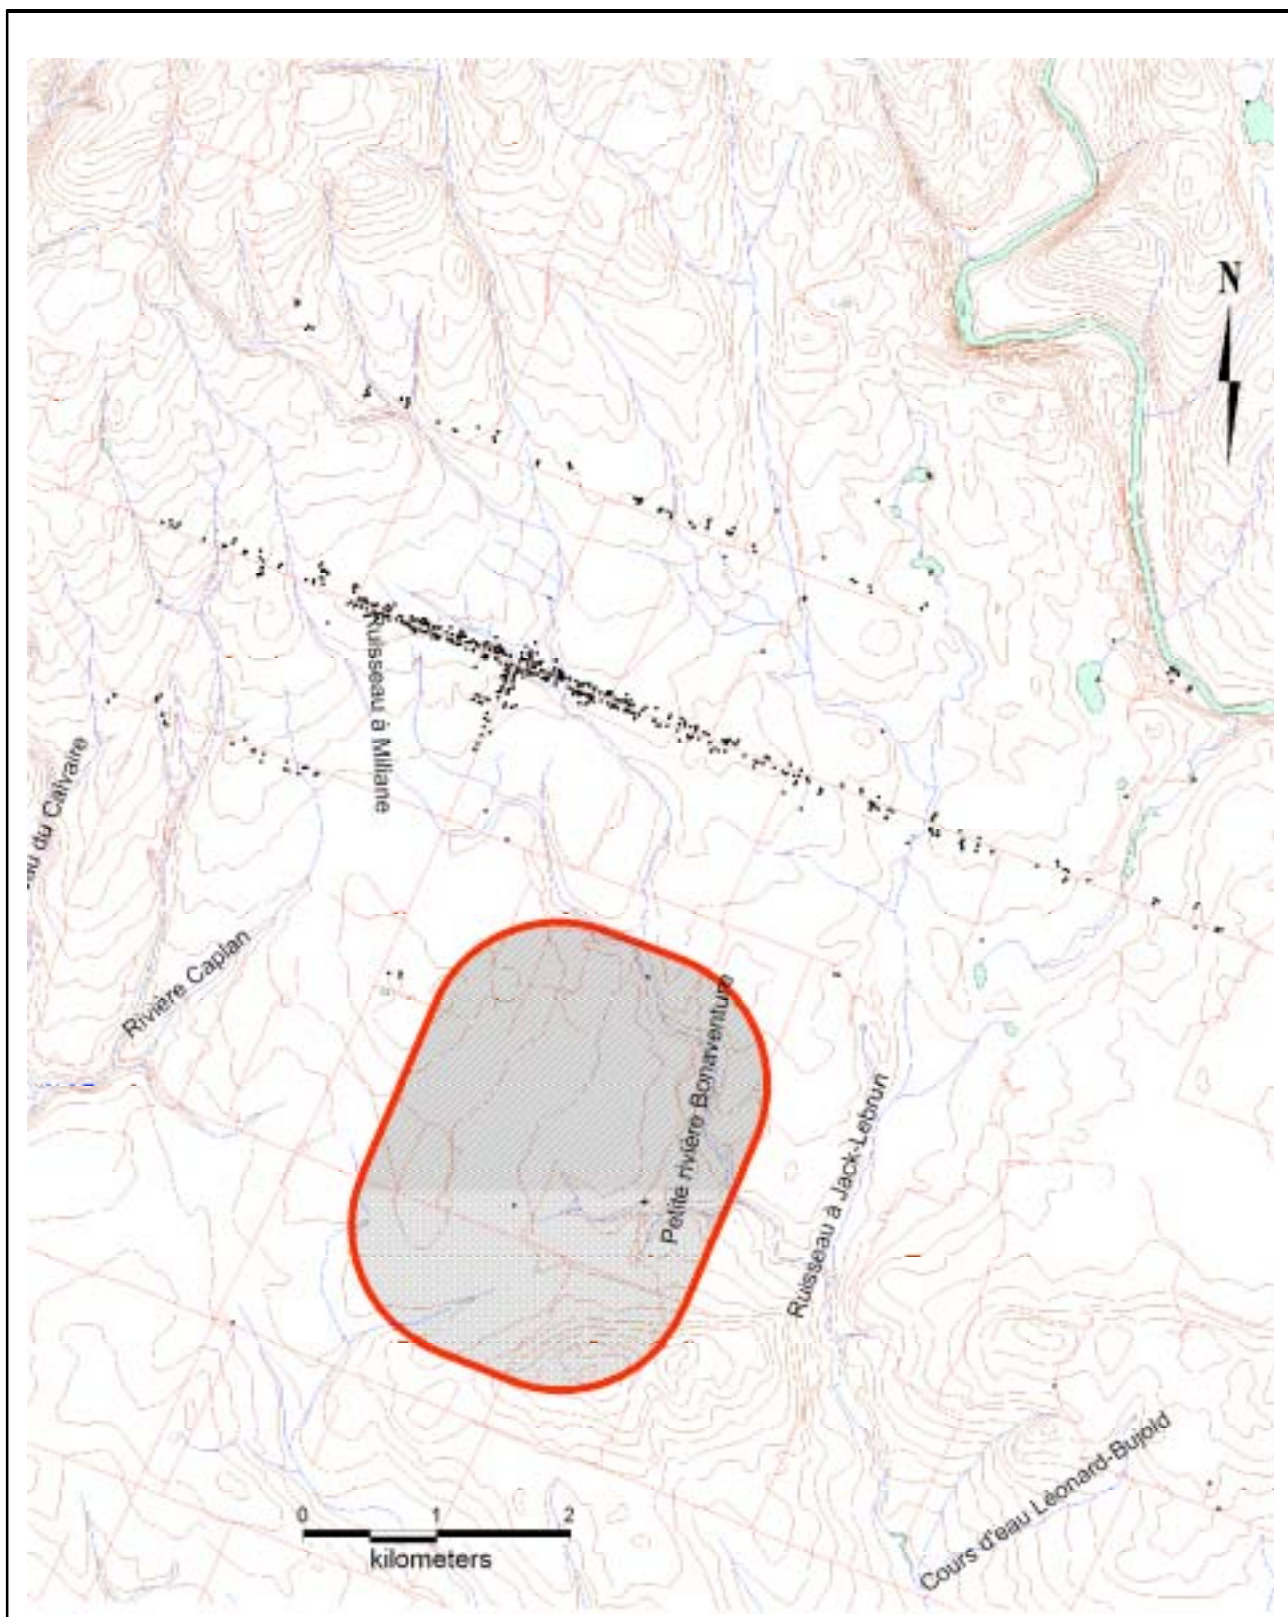 N
Ruisseau à Miliane
au du Calvaire
Rivière Caplan
Petite rivière Bonaventure
Ruisseau à Jack-Lebrun
Cours d'eau Léonard-Bujold
0 1 2
kilometers